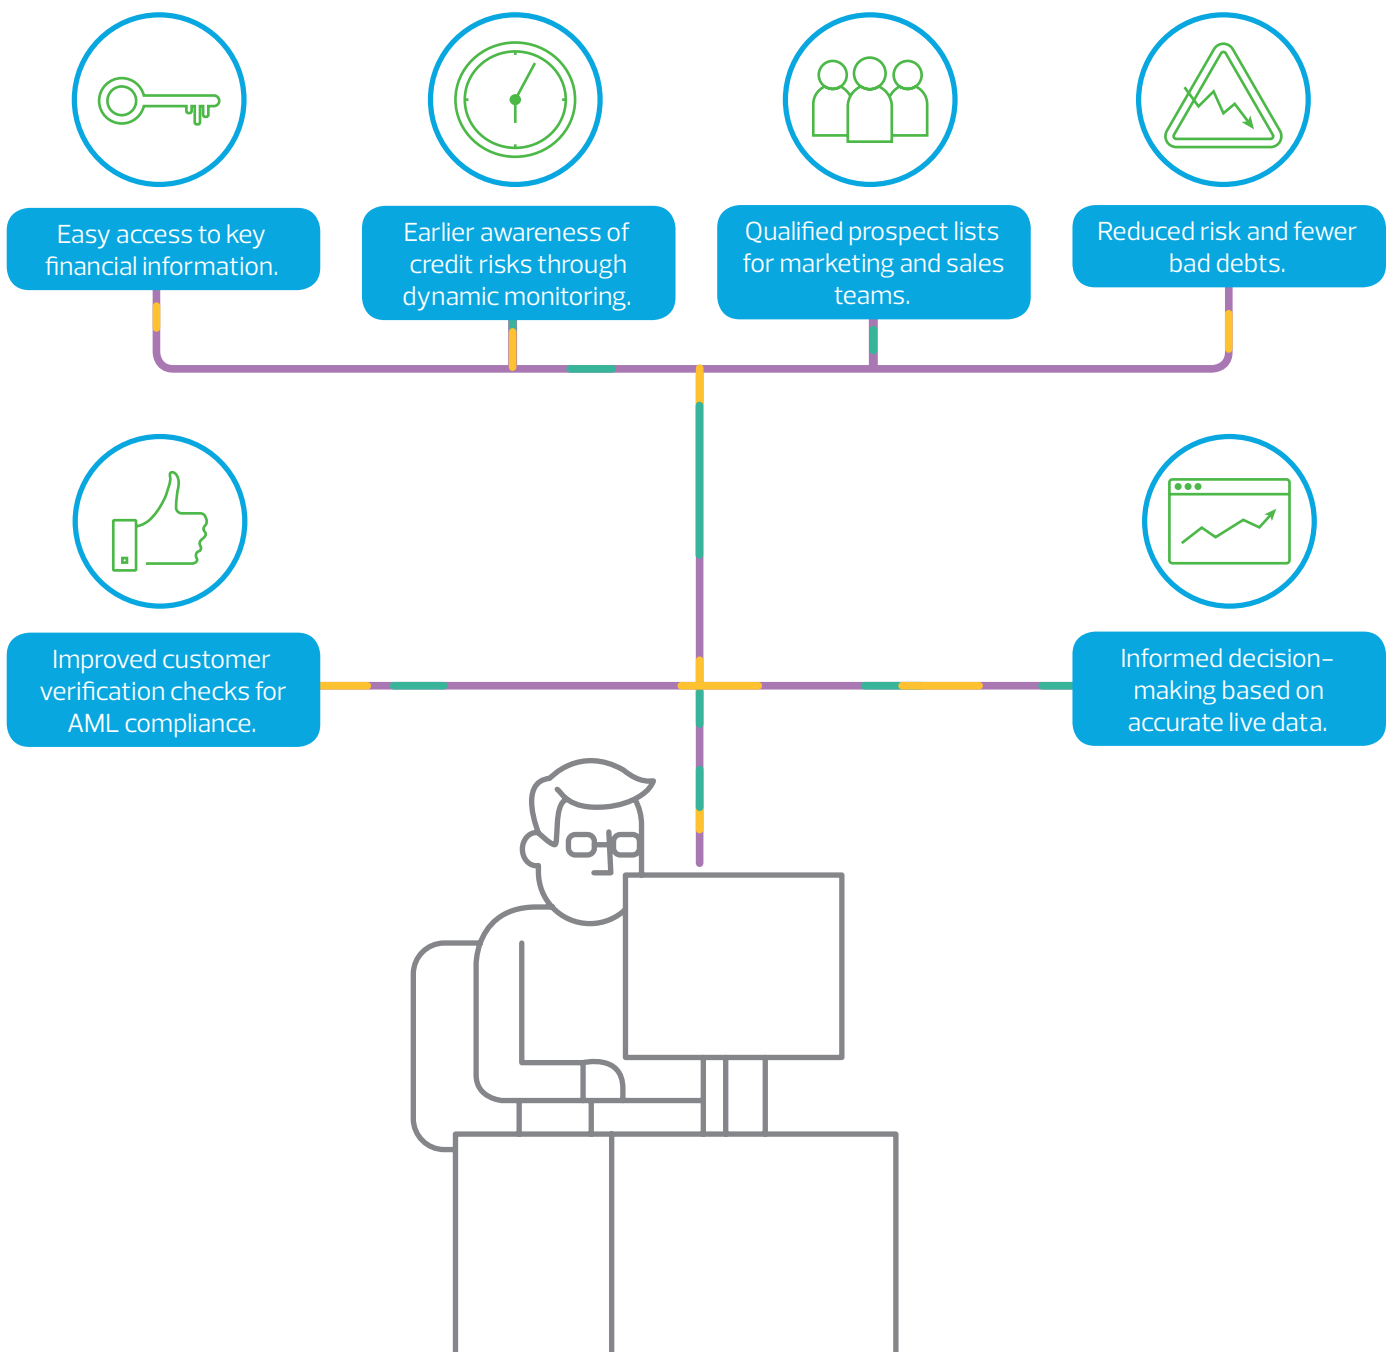 Easy access to key
financial information.
Earlier awareness of
credit risks through
dynamic monitoring.
Qualified prospect lists
for marketing and sales
teams.
Reduced risk and fewer
bad debts.
Improved customer
verification checks for
AML compliance.
Informed decision-
making based on
accurate live data.